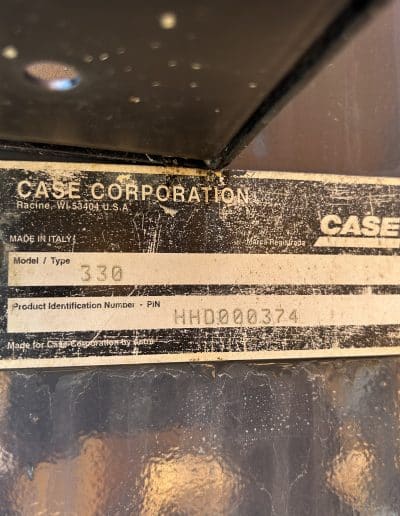 CASE CORPORATION
Racine, WI 53404 U.S.A.
CASE
MADE IN ITALY
Marca Registrada
Model / Type
330
Product Identification Number - PIN
HHD000374
Made for Case Corporation by Astra